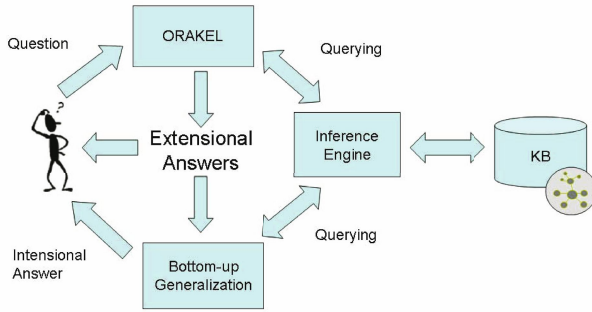 ORAKEL
Question
Querying
?
Extensional
Answers
Inference
Engine
KB
Querying
Intensional
Answer
Bottom-up
Generalization